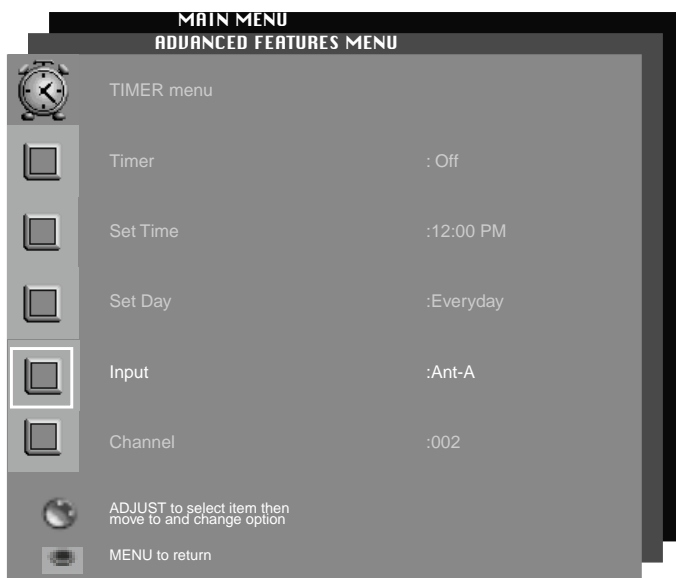 MAIN MENU
ADVANCED FEATURES MENU
TIMER menu
Timer : Off
Set Time :12:00 PM
Set Day :Everyday
Input :Ant-A
Channel :002
ADJUST to select item then
move to and change option
MENU to return